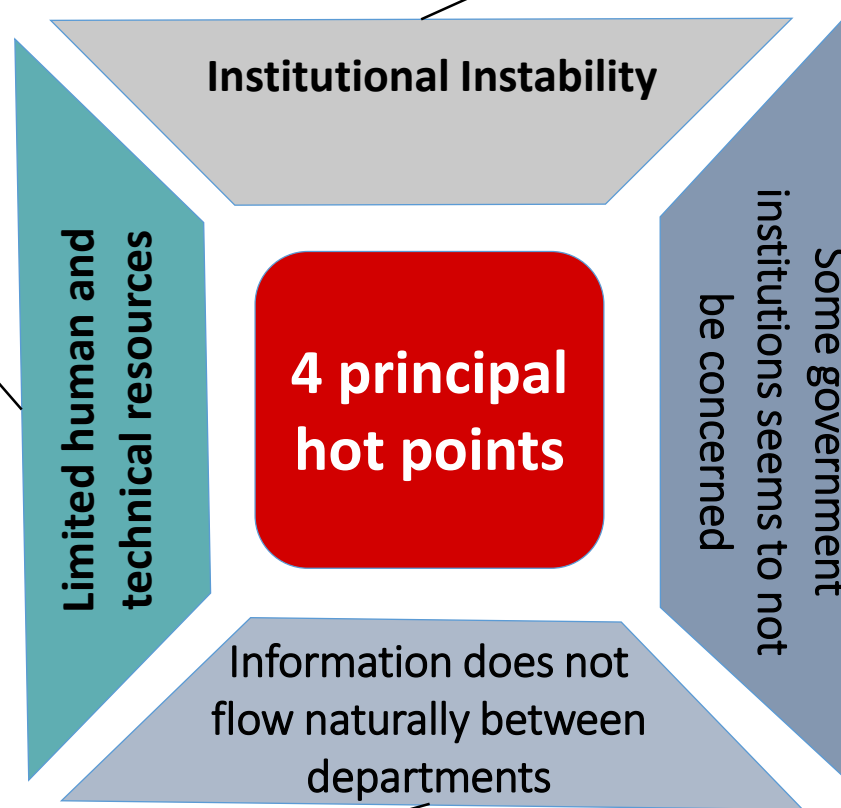 Institutional Instability
Limited human and
technical resources
4 principal
hot points
Some government
institutions seems to not
be concerned
Information does not
flow naturally between
departments